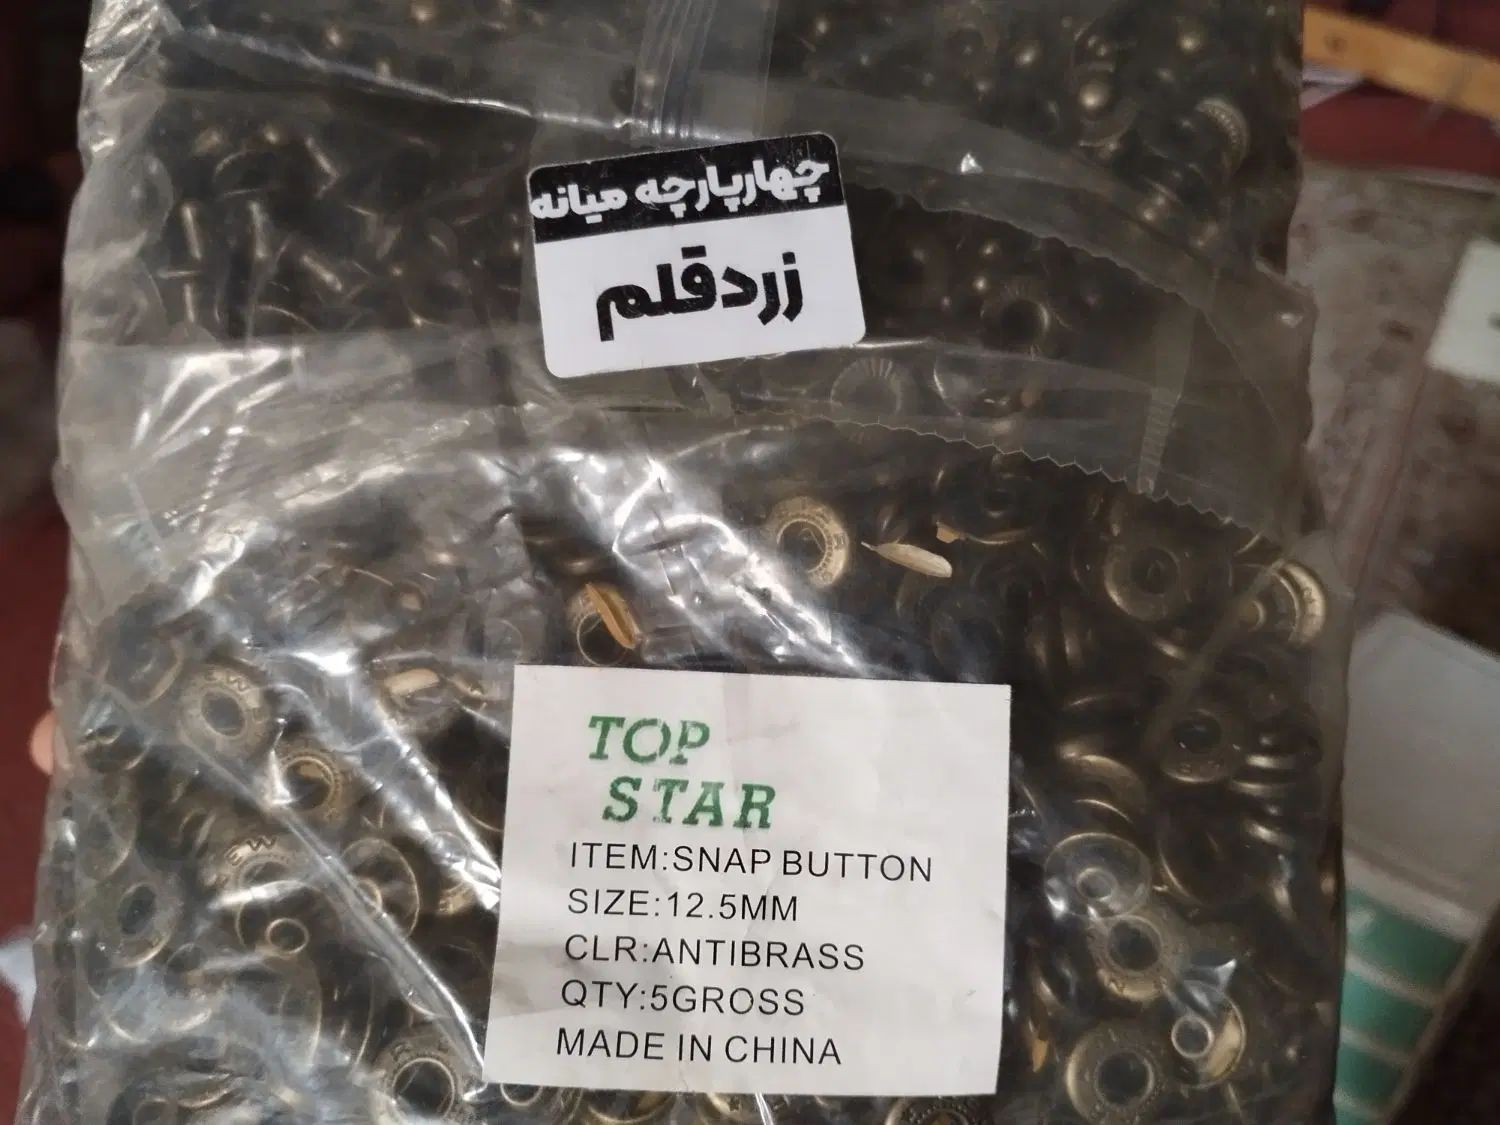 چهارپارچه میانه
زردقلم
TOP
STAR
ITEM:SNAP BUTTON
SIZE:12.5MM
CLR:ANTIBRASS
QTY:5GROSS
MADE IN CHINA